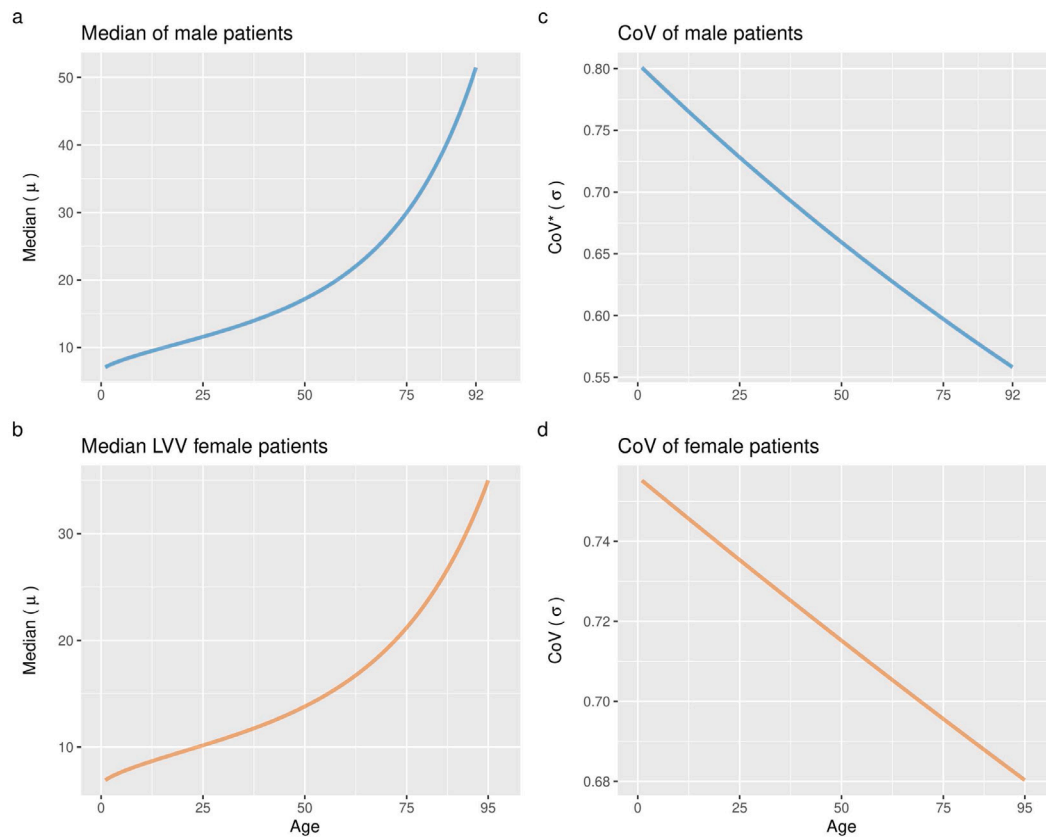 a
Median of male patients
Median ( μ )
50
40
30
20
10
0 25 50 75 92
c
CoV of male patients
CoV* ( σ )
0.80
0.75
0.70
0.65
0.60
0.55
0 25 50 75 92
b
Median LVV female patients
Median ( μ )
30
20
10
0 25 50 75 95
Age
d
CoV of female patients
CoV ( σ )
0.74
0.72
0.70
0.68
0 25 50 75 95
Age